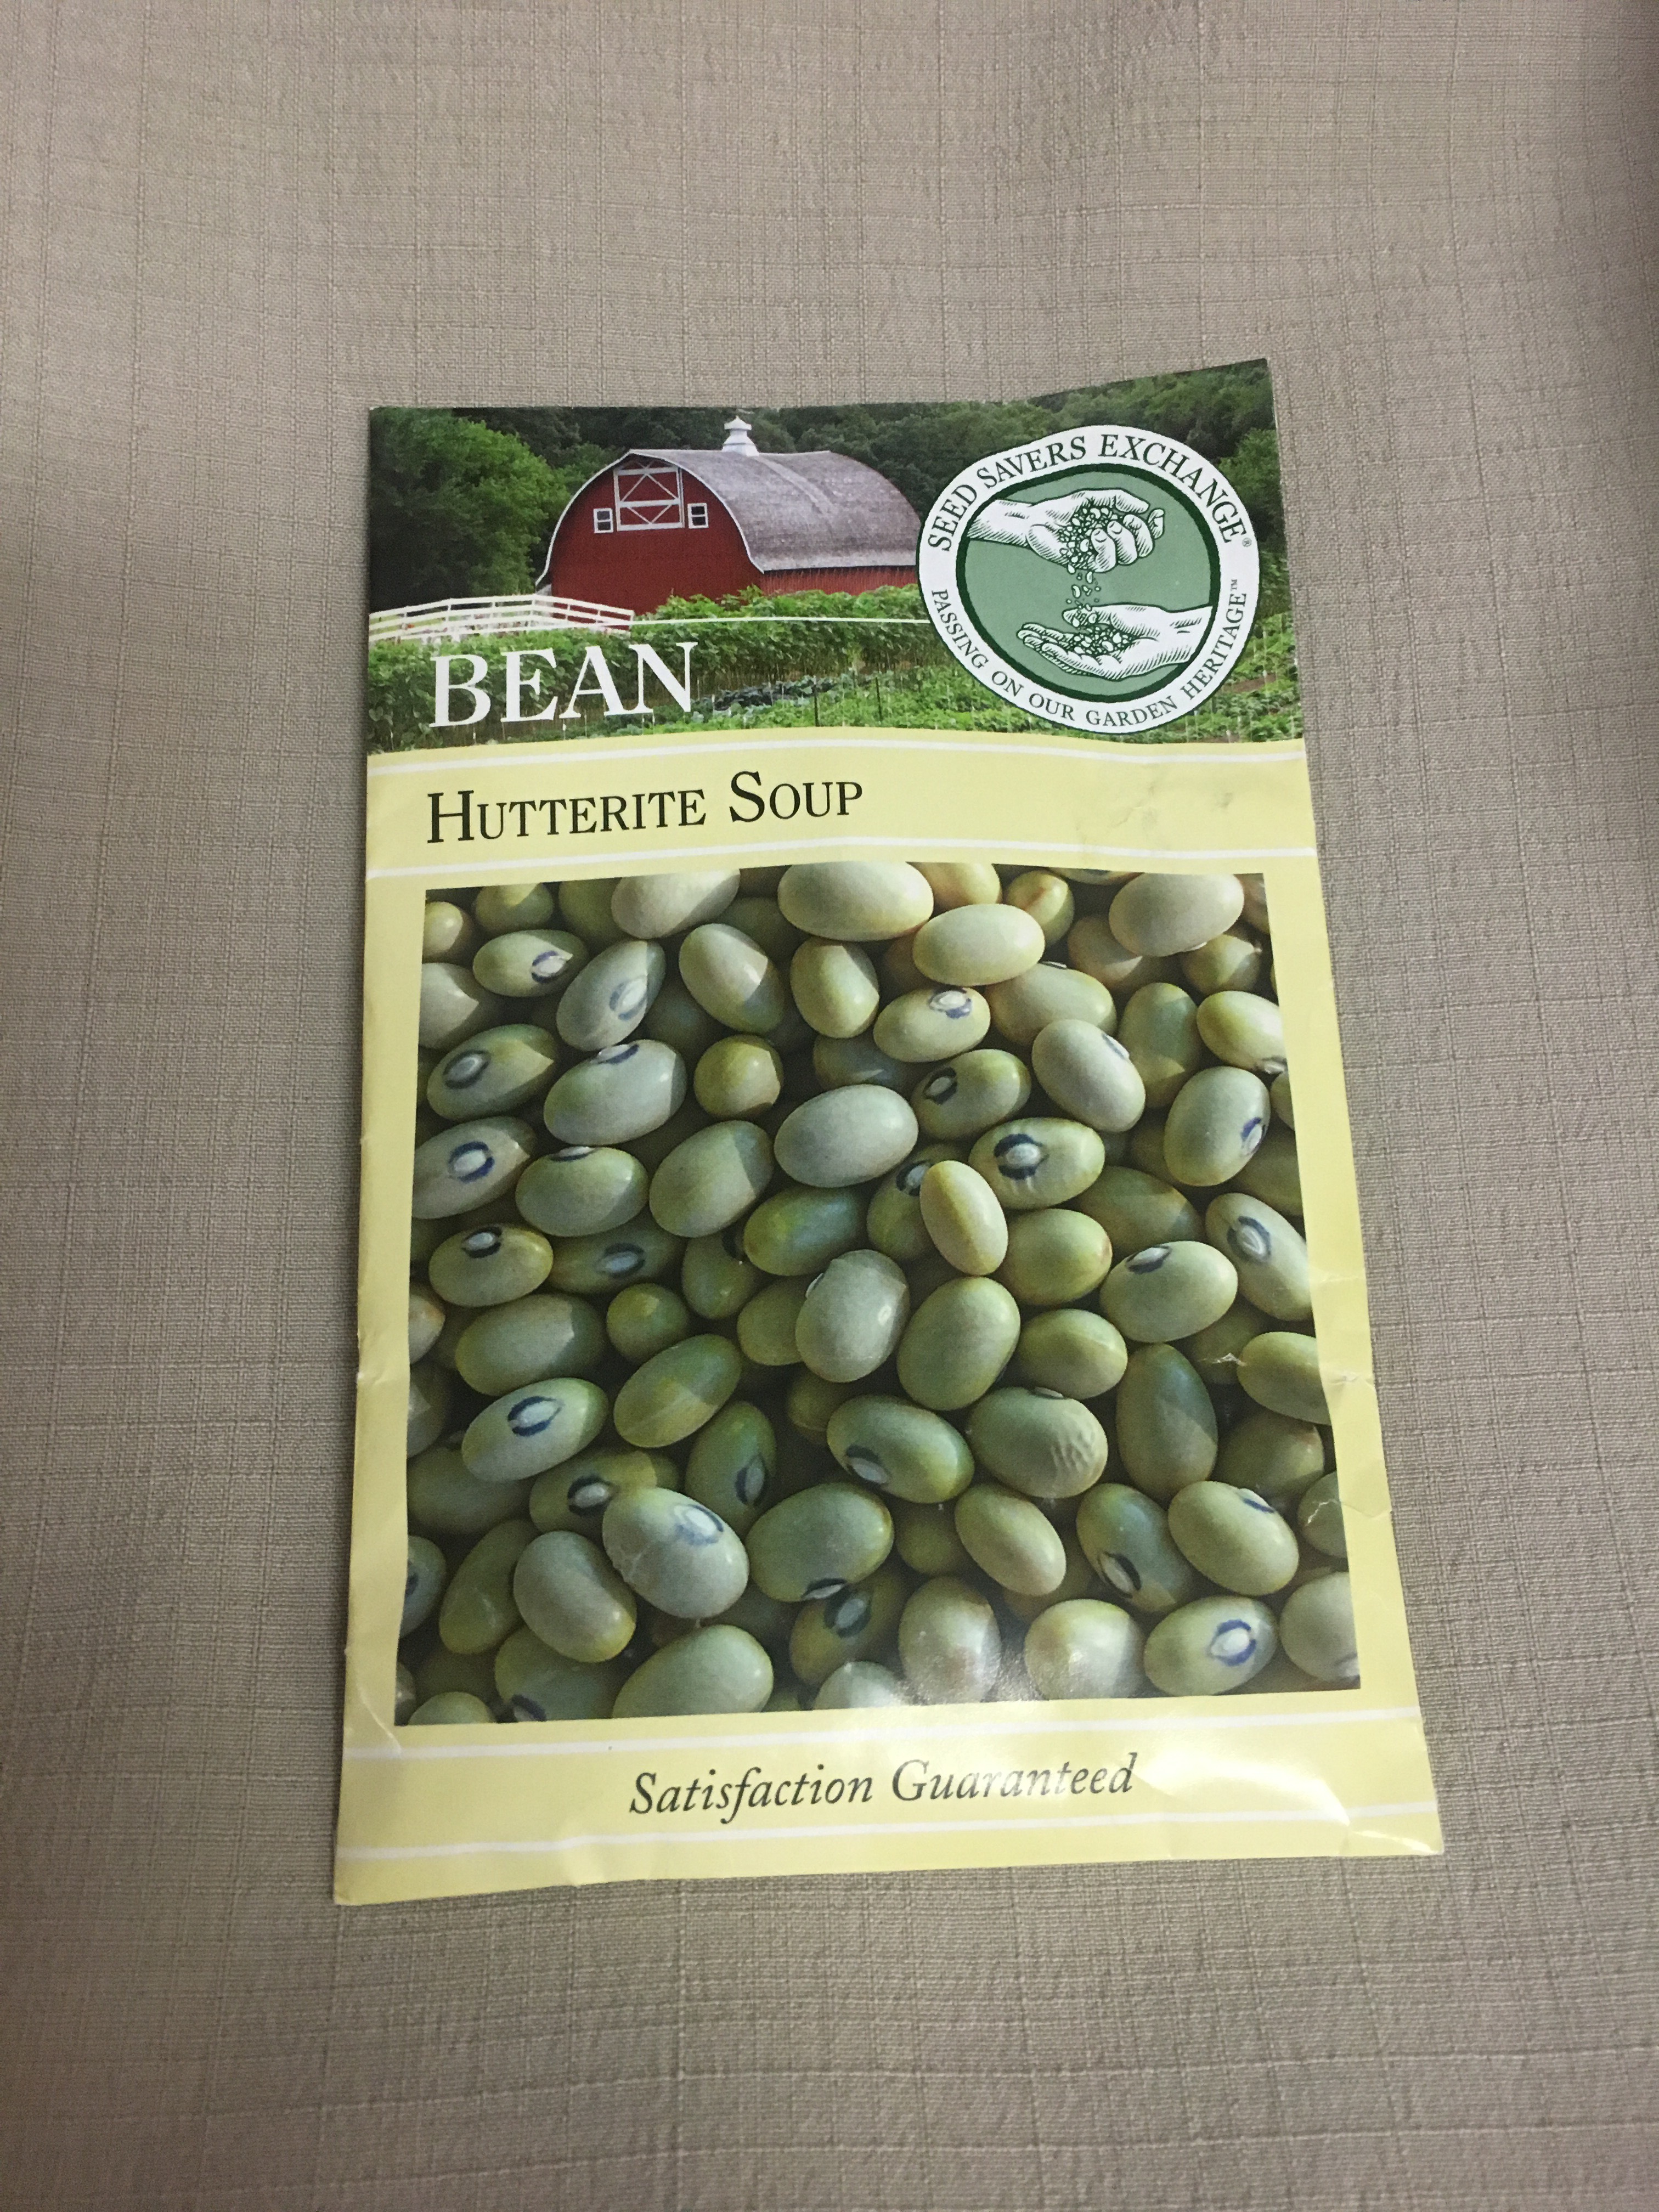 SEED SAVERS EXCHANGE®
PASSING ON OUR GARDEN HERITAGE™
BEAN
HUTTERITE SOUP
Satisfaction Guaranteed